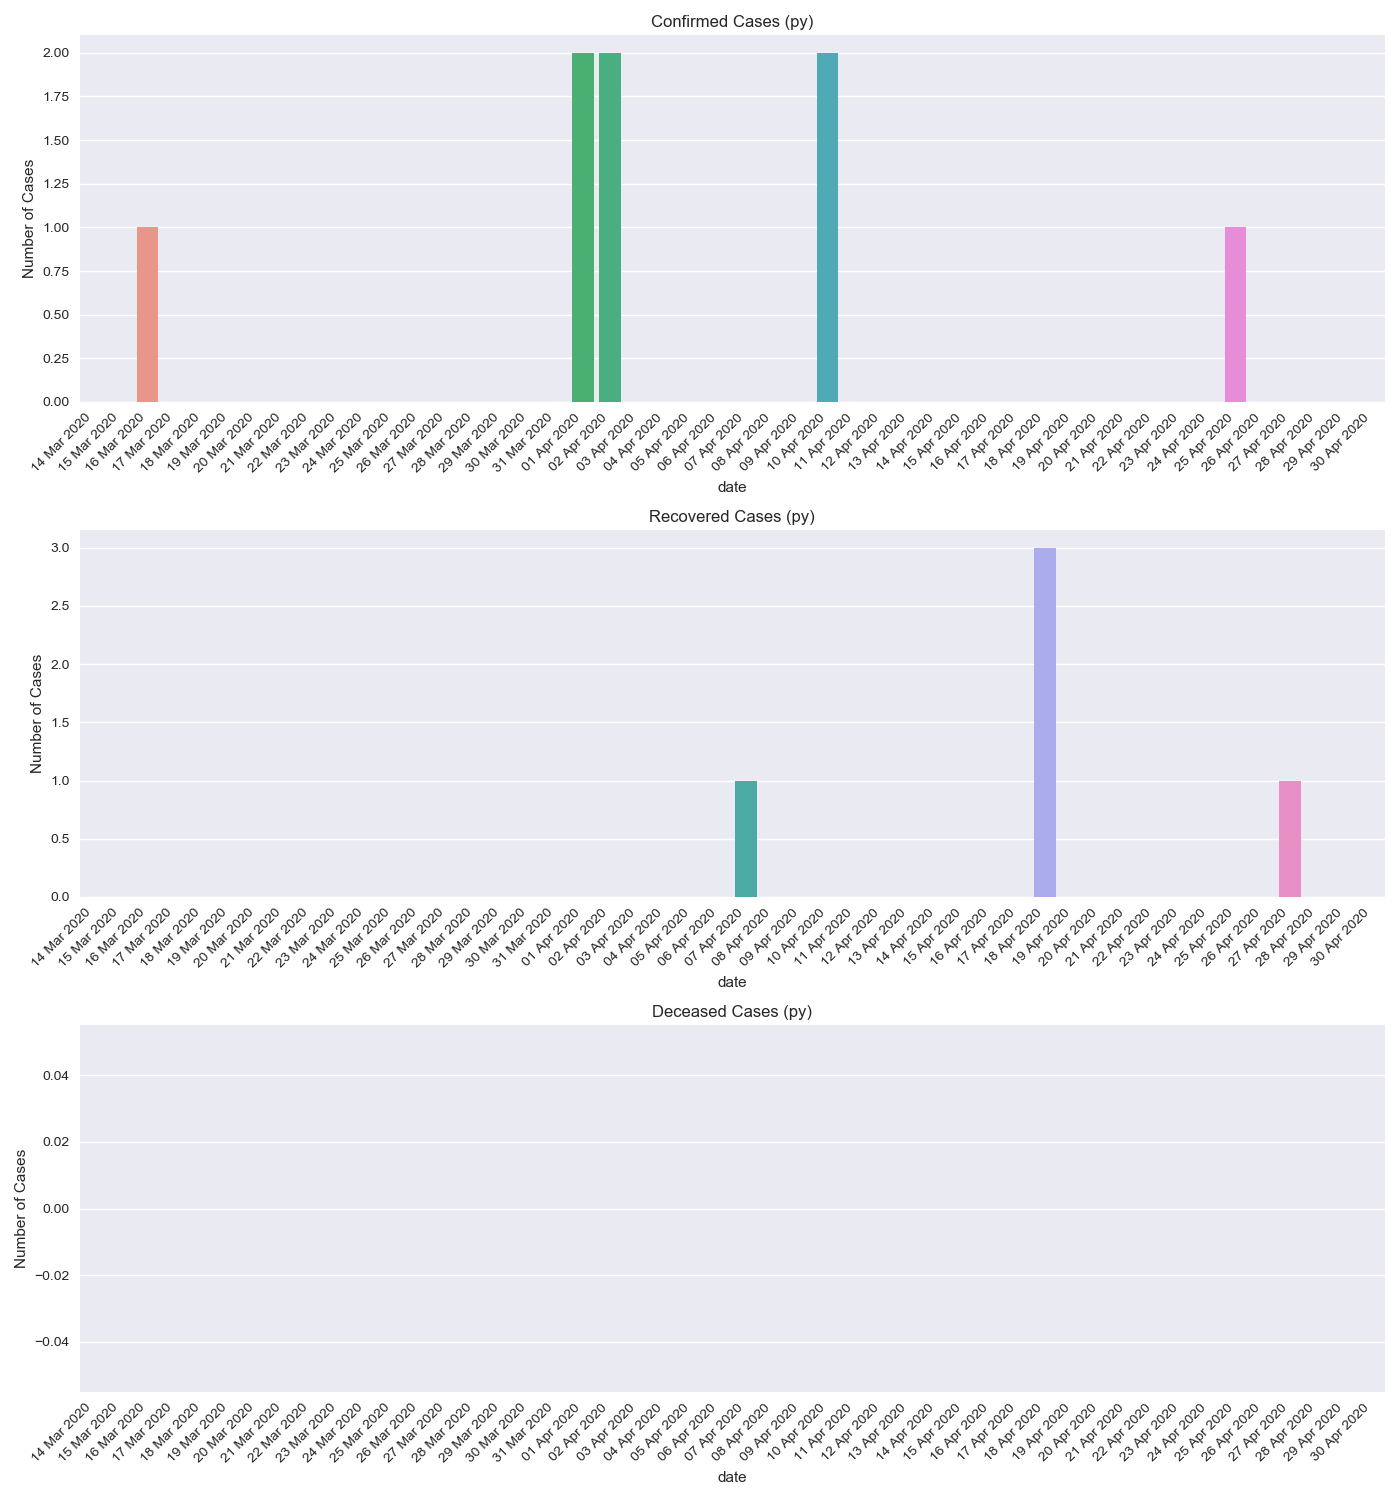 Confirmed Cases (py)
Number of Cases
2.00
1.75
1.50
1.25
1.00
0.75
0.50
0.25
0.00
14 Mar 2020
15 Mar 2020
16 Mar 2020
17 Mar 2020
18 Mar 2020
19 Mar 2020
20 Mar 2020
21 Mar 2020
22 Mar 2020
23 Mar 2020
24 Mar 2020
25 Mar 2020
26 Mar 2020
27 Mar 2020
28 Mar 2020
29 Mar 2020
30 Mar 2020
31 Mar 2020
01 Apr 2020
02 Apr 2020
03 Apr 2020
04 Apr 2020
05 Apr 2020
06 Apr 2020
07 Apr 2020
08 Apr 2020
09 Apr 2020
10 Apr 2020
11 Apr 2020
12 Apr 2020
13 Apr 2020
14 Apr 2020
15 Apr 2020
16 Apr 2020
17 Apr 2020
18 Apr 2020
19 Apr 2020
20 Apr 2020
21 Apr 2020
22 Apr 2020
23 Apr 2020
24 Apr 2020
25 Apr 2020
26 Apr 2020
27 Apr 2020
28 Apr 2020
29 Apr 2020
30 Apr 2020
date
Recovered Cases (py)
Number of Cases
3.0
2.5
2.0
1.5
1.0
0.5
0.0
14 Mar 2020
15 Mar 2020
16 Mar 2020
17 Mar 2020
18 Mar 2020
19 Mar 2020
20 Mar 2020
21 Mar 2020
22 Mar 2020
23 Mar 2020
24 Mar 2020
25 Mar 2020
26 Mar 2020
27 Mar 2020
28 Mar 2020
29 Mar 2020
30 Mar 2020
31 Mar 2020
01 Apr 2020
02 Apr 2020
03 Apr 2020
04 Apr 2020
05 Apr 2020
06 Apr 2020
07 Apr 2020
08 Apr 2020
09 Apr 2020
10 Apr 2020
11 Apr 2020
12 Apr 2020
13 Apr 2020
14 Apr 2020
15 Apr 2020
16 Apr 2020
17 Apr 2020
18 Apr 2020
19 Apr 2020
20 Apr 2020
21 Apr 2020
22 Apr 2020
23 Apr 2020
24 Apr 2020
25 Apr 2020
26 Apr 2020
27 Apr 2020
28 Apr 2020
29 Apr 2020
30 Apr 2020
date
Deceased Cases (py)
Number of Cases
0.04
0.02
0.00
−0.02
−0.04
14 Mar 2020
15 Mar 2020
16 Mar 2020
17 Mar 2020
18 Mar 2020
19 Mar 2020
20 Mar 2020
21 Mar 2020
22 Mar 2020
23 Mar 2020
24 Mar 2020
25 Mar 2020
26 Mar 2020
27 Mar 2020
28 Mar 2020
29 Mar 2020
30 Mar 2020
31 Mar 2020
01 Apr 2020
02 Apr 2020
03 Apr 2020
04 Apr 2020
05 Apr 2020
06 Apr 2020
07 Apr 2020
08 Apr 2020
09 Apr 2020
10 Apr 2020
11 Apr 2020
12 Apr 2020
13 Apr 2020
14 Apr 2020
15 Apr 2020
16 Apr 2020
17 Apr 2020
18 Apr 2020
19 Apr 2020
20 Apr 2020
21 Apr 2020
22 Apr 2020
23 Apr 2020
24 Apr 2020
25 Apr 2020
26 Apr 2020
27 Apr 2020
28 Apr 2020
29 Apr 2020
30 Apr 2020
date